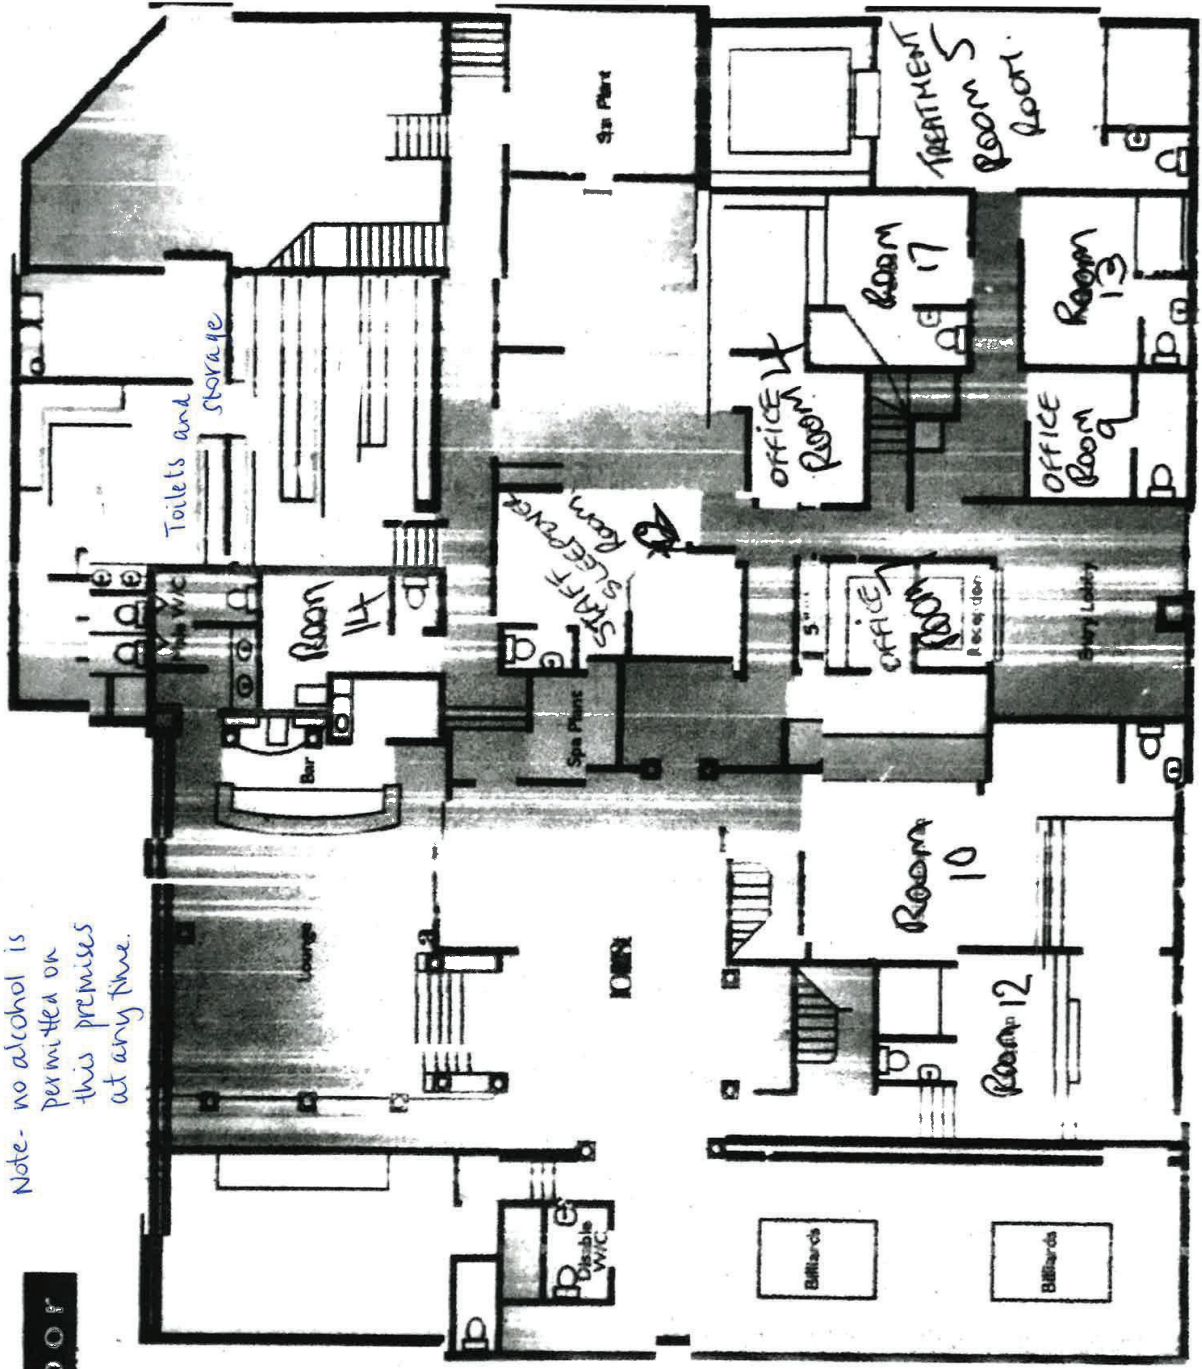 Note- no alcohol is
permitted on
this premises
at any time.
Toilets and
storage
Spa Plant
TREATMENT
ROOM 5
ROOM.
ROOM
17
ROOM
13
OFFICE 4
ROOM.
OFFICE
ROOM
9
STAFF
SLEEPOVER
ROOM
ROOM
14
Male W/C
OFFICE 7
ROOM
Reception
Entry Lobby
Spa Plant
Bar
Lounge
ROOM
10
ROOM 12
Disable
W/C
Billiards
Billiards